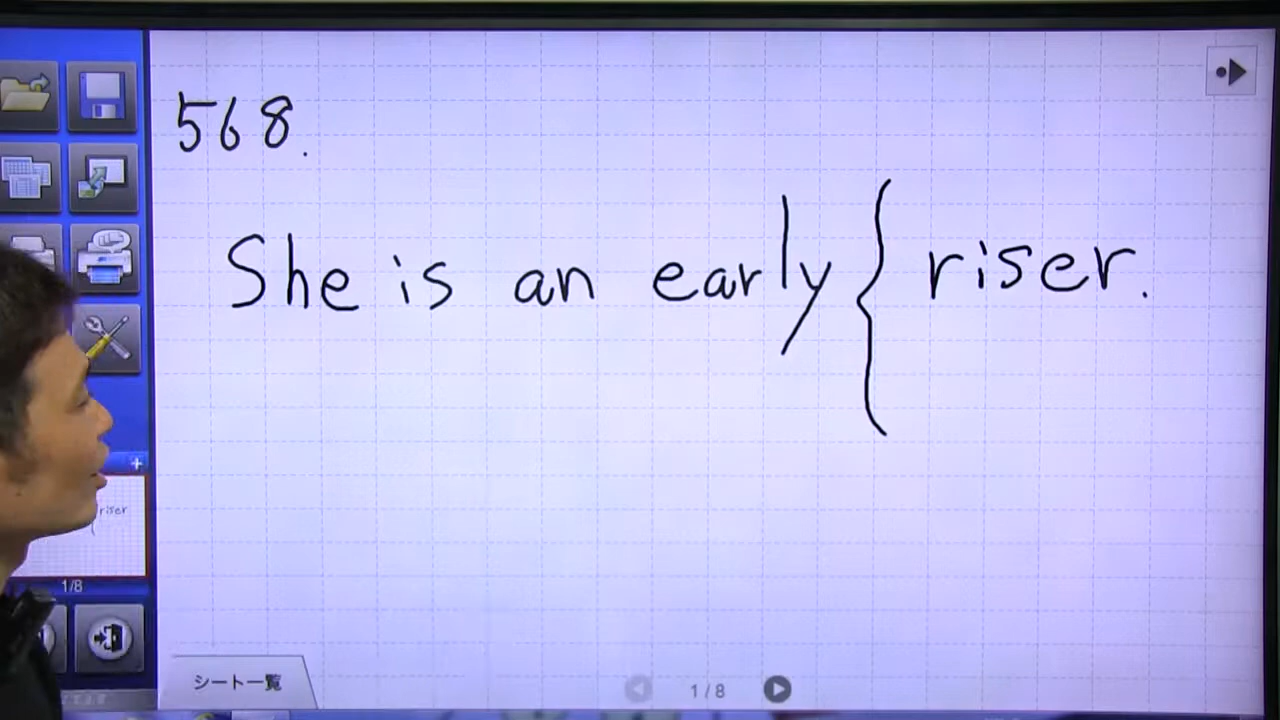 568.
She is an early { riser.
riser
1/8
シート一覧
1 / 8